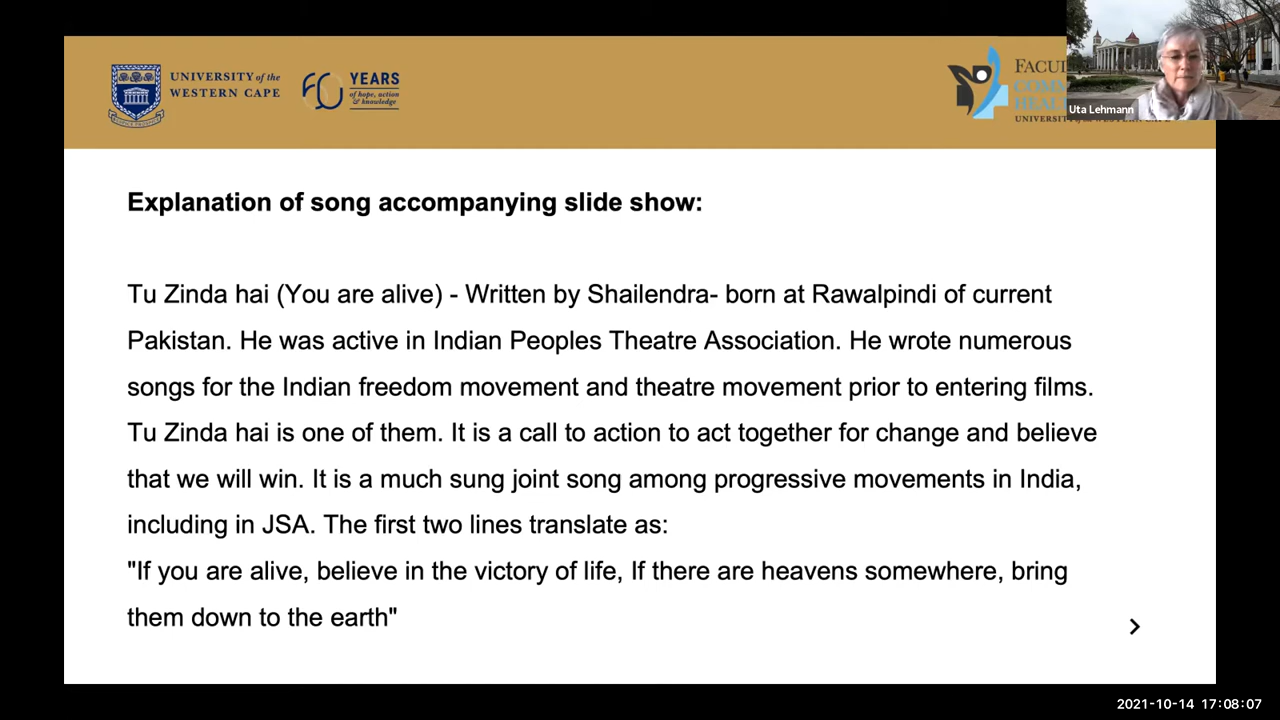 UNIVERSITY of the
WESTERN CAPE
60 YEARS
of hope, action
& knowledge
Uta Lehmann
Explanation of song accompanying slide show:
Tu Zinda hai (You are alive) - Written by Shailendra- born at Rawalpindi of current
Pakistan. He was active in Indian Peoples Theatre Association. He wrote numerous
songs for the Indian freedom movement and theatre movement prior to entering films.
Tu Zinda hai is one of them. It is a call to action to act together for change and believe
that we will win. It is a much sung joint song among progressive movements in India,
including in JSA. The first two lines translate as:
"If you are alive, believe in the victory of life, If there are heavens somewhere, bring
them down to the earth"
2021-10-14 17:08:07